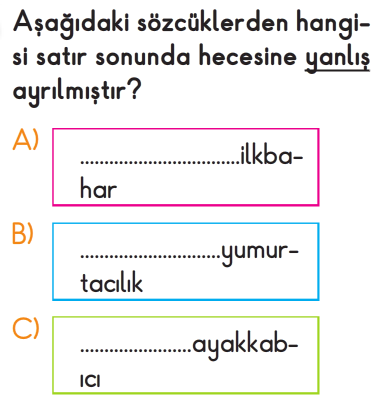 Aşağıdaki sözcüklerden hangi-
si satır sonunda hecesine yanlış
ayrılmıştır?
A)
.................................ilkba-
har
B)
.............................yumur-
tacılık
C)
.......................ayakkab-
ıcı